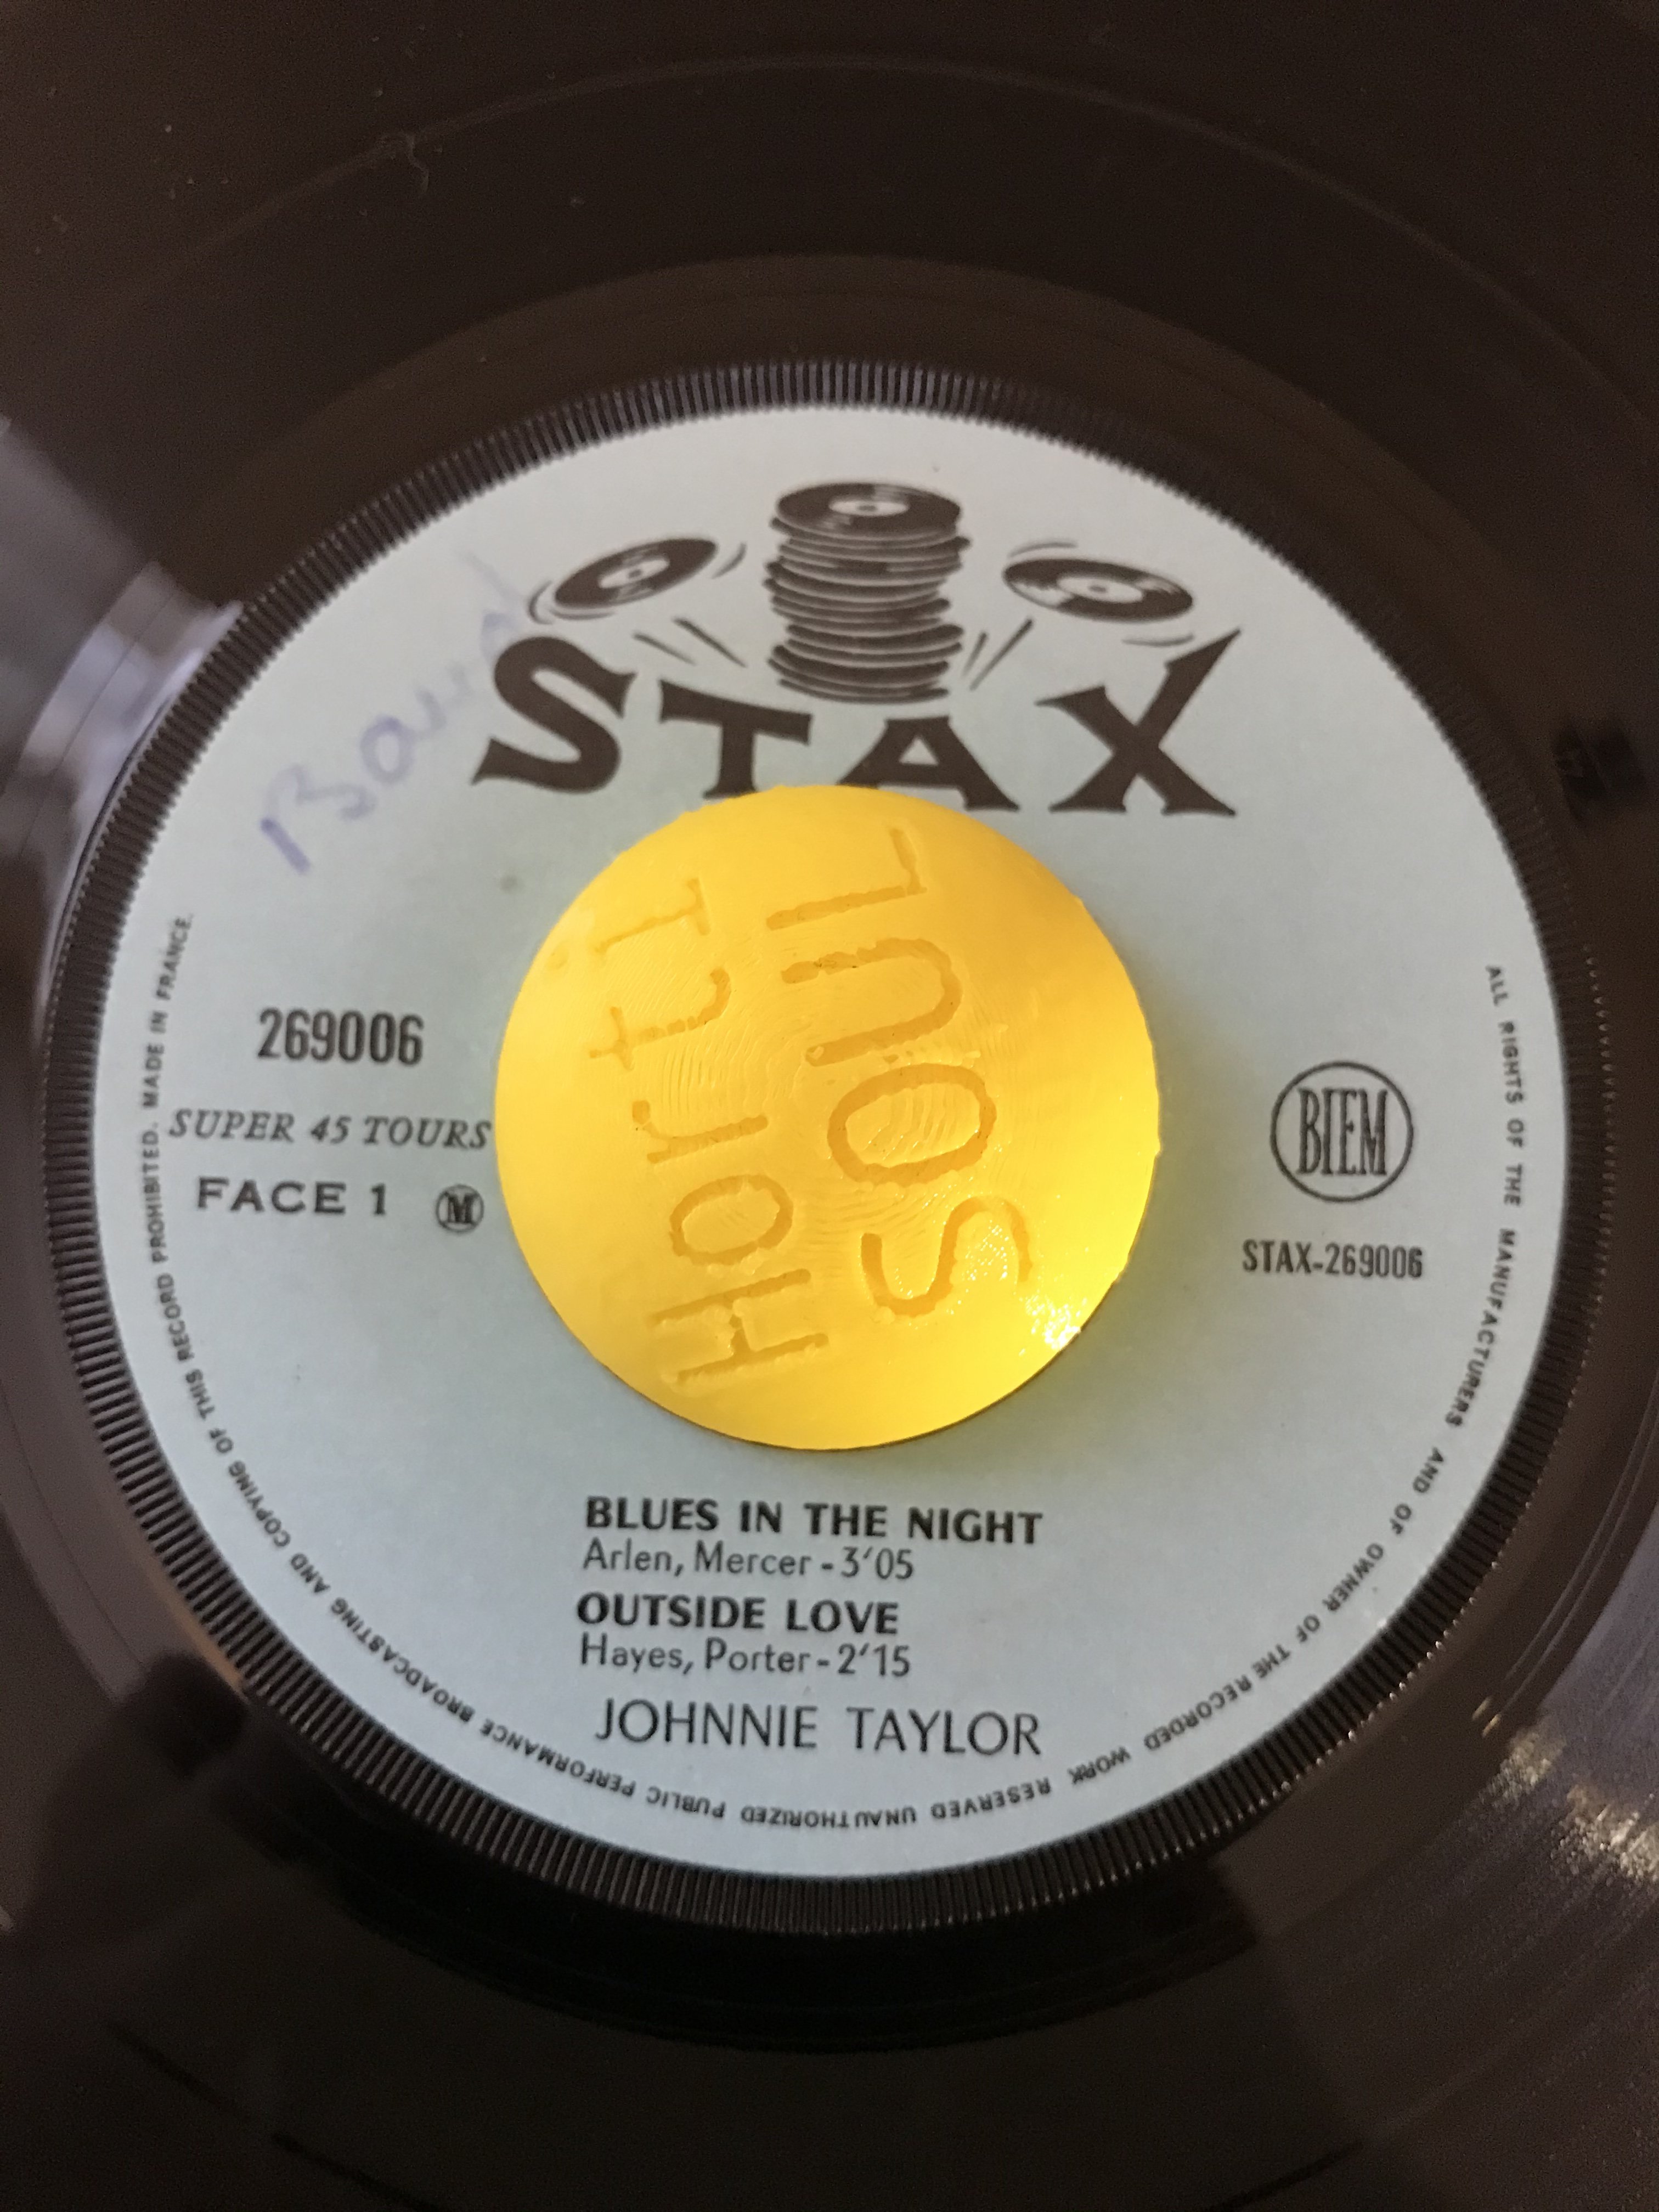 STAX
Horti
SOUL
269006
SUPER 45 TOURS
FACE 1 M
BIEM
STAX-269006
BLUES IN THE NIGHT
Arlen, Mercer - 3'05
OUTSIDE LOVE
Hayes, Porter - 2'15
JOHNNIE TAYLOR
ALL RIGHTS OF THE MANUFACTURERS AND OF OWNER OF THE RECORDED WORK RESERVED UNAUTHORIZED PUBLIC PERFORMANCE BROADCASTING AND COPYING OF THIS RECORD PROHIBITED. MADE IN FRANCE.